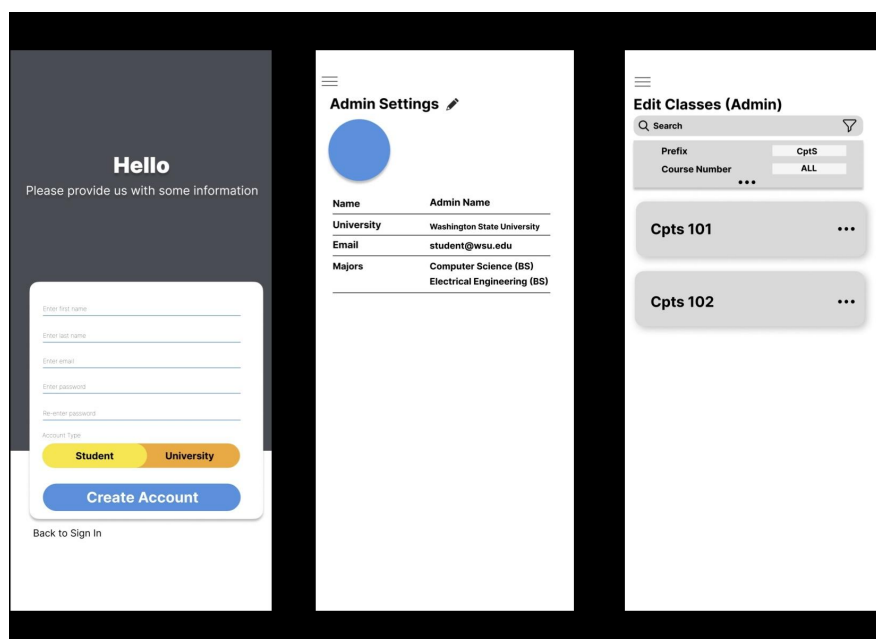 Hello
Please provide us with some information
Enter first name
Enter last name
Enter email
Enter password
Re-enter password
Account Type
Student University
Create Account
Back to Sign In
Admin Settings
Name Admin Name
University Washington State University
Email student@wsu.edu
Majors Computer Science (BS)
Electrical Engineering (BS)
Edit Classes (Admin)
Search
Prefix CptS
Course Number ALL
Cpts 101
Cpts 102